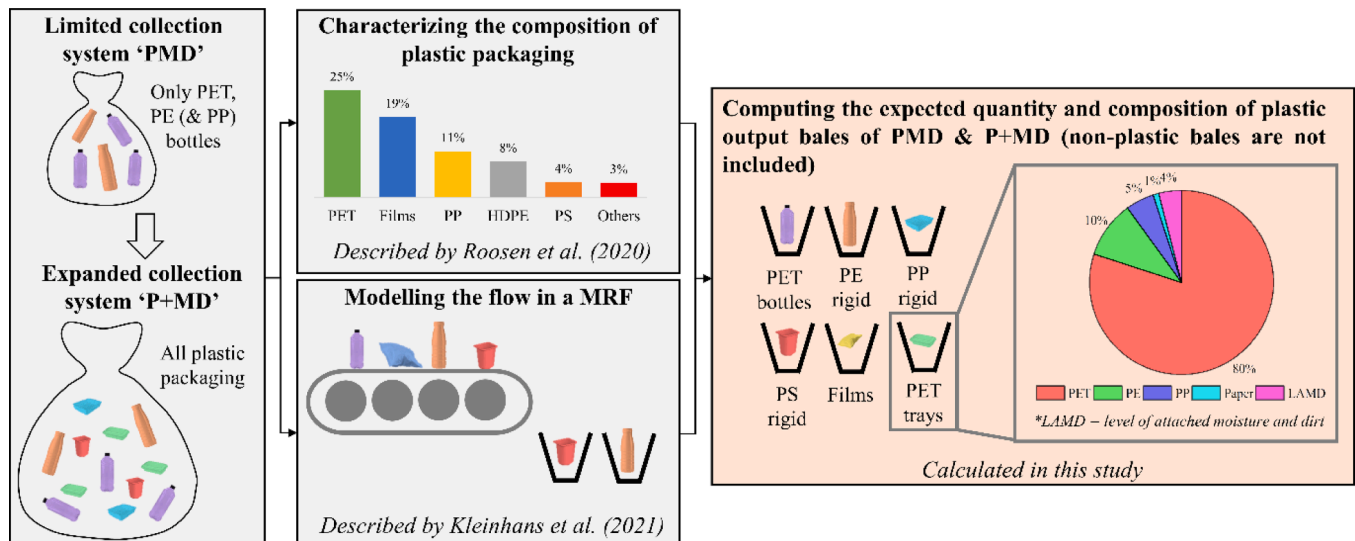 Limited collection
system ‘PMD’
Only PET,
PE (& PP)
bottles
Expanded collection
system ‘P+MD’
All plastic
packaging
Characterizing the composition of
plastic packaging
25%
19%
11%
8%
4%
3%
PET Films PP HDPE PS Others
Described by Roosen et al. (2020)
Modelling the flow in a MRF
Described by Kleinhans et al. (2021)
Computing the expected quantity and composition of plastic
output bales of PMD & P+MD (non-plastic bales are not
included)
PET
bottles
PE
rigid
PP
rigid
PS
rigid
Films
PET
trays
10%
5%
1%
4%
80%
PET PE PP Paper LAMD
*LAMD – level of attached moisture and dirt
Calculated in this study